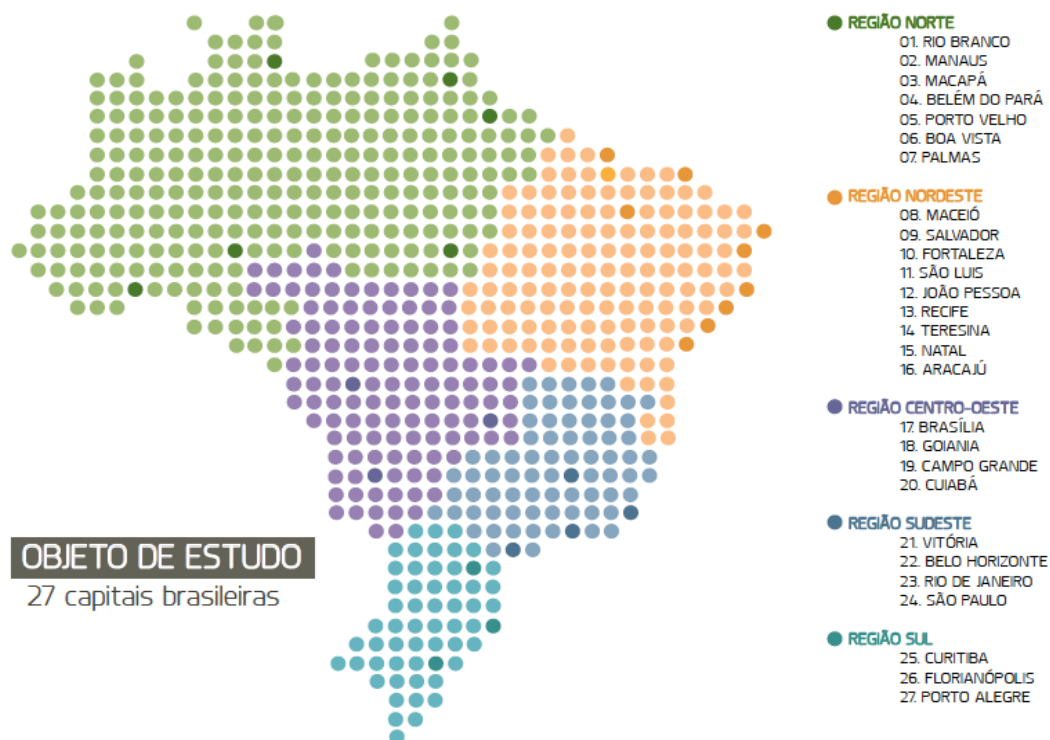 REGIÃO NORTE
01. RIO BRANCO
02. MANAUS
03. MACAPÁ
04. BELÉM DO PARÁ
05. PORTO VELHO
06. BOA VISTA
07. PALMAS
REGIÃO NORDESTE
08. MACEIÓ
09. SALVADOR
10. FORTALEZA
11. SÃO LUIS
12. JOÃO PESSOA
13. RECIFE
14 TERESINA
15. NATAL
16. ARACAJÚ
REGIÃO CENTRO-OESTE
17. BRASÍLIA
18. GOIANIA
19. CAMPO GRANDE
20. CUIABÁ
REGIÃO SUDESTE
21. VITÓRIA
22. BELO HORIZONTE
23. RIO DE JANEIRO
24. SÃO PAULO
REGIÃO SUL
25. CURITIBA
26. FLORIANÓPOLIS
27. PORTO ALEGRE
OBJETO DE ESTUDO
27 capitais brasileiras